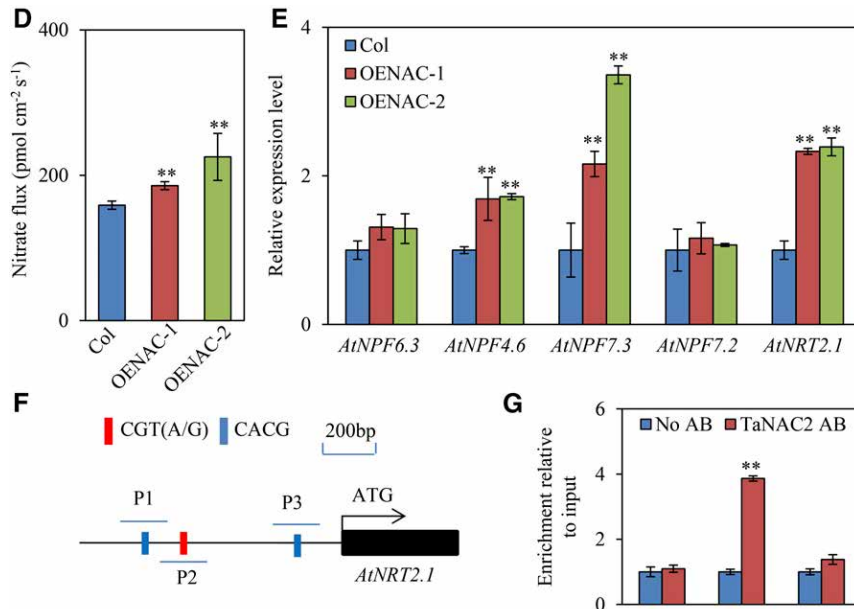 D
Nitrate flux (pmol cm⁻² s⁻¹)
400
200
0
Col
OENAC-1
OENAC-2
**
**
E
Relative expression level
4
2
0
Col
OENAC-1
OENAC-2
**
**
**
**
**
**
AtNPF6.3
AtNPF4.6
AtNPF7.3
AtNPF7.2
AtNRT2.1
F
CGT(A/G)
CACG
200bp
P1
P2
P3
ATG
AtNRT2.1
G
Enrichment relative
to input
6
4
2
0
No AB
TaNAC2 AB
**